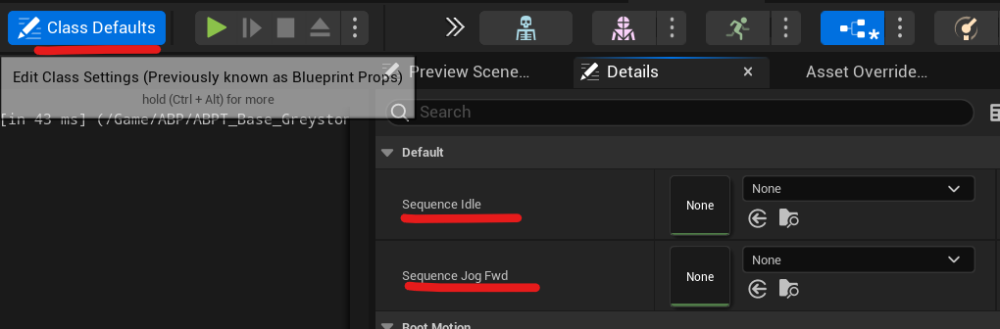 Class Defaults
Edit Class Settings (Previously known as Blueprint Props)
hold (Ctrl + Alt) for more
Preview Scene...
Details
Asset Override...
[in 43 ms] (/Game/ABP/ABPT_Base_Greystor
Search
Default
Sequence Idle
None
None
Sequence Jog Fwd
None
None
Root Motion